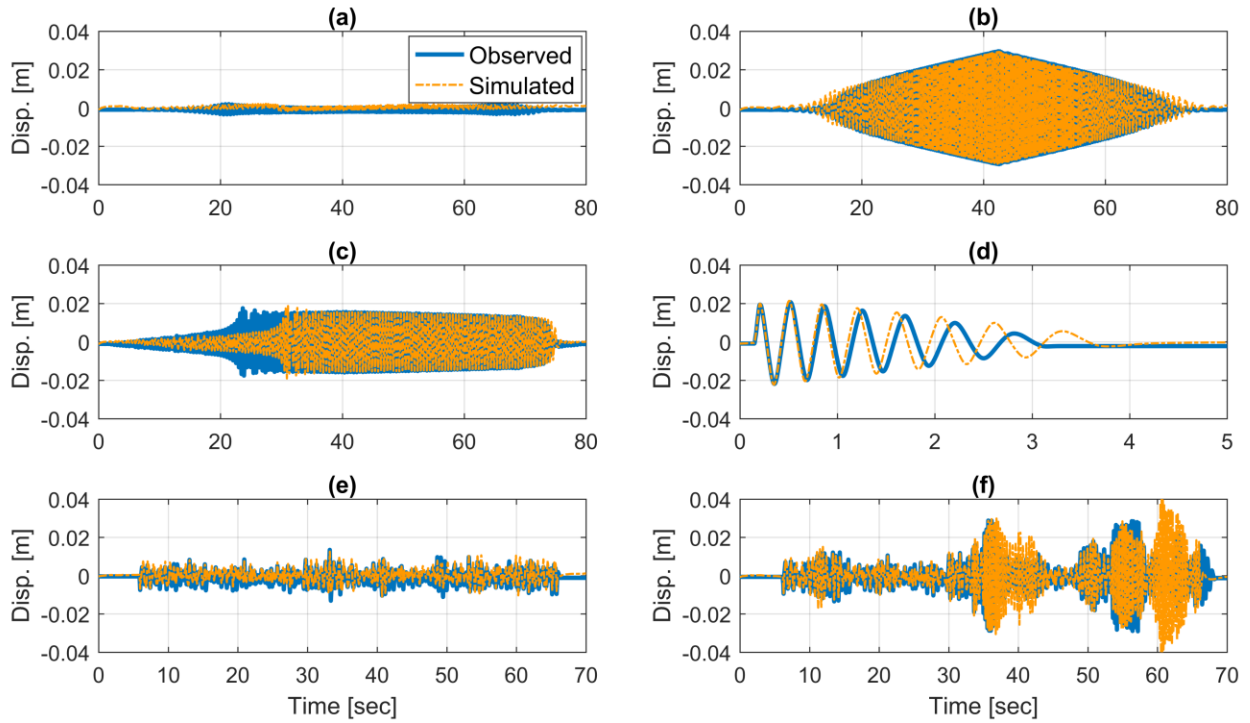 (a) (b)
0.04 0.04
Observed
Simulated
0.02 0.02
0 0
-0.02 -0.02
-0.04 -0.04
Disp. [m] Disp. [m]
0 20 40 60 80 0 20 40 60 80
(c) (d)
0.04 0.04
0.02 0.02
0 0
-0.02 -0.02
-0.04 -0.04
Disp. [m] Disp. [m]
0 20 40 60 80 0 1 2 3 4 5
(e) (f)
0.04 0.04
0.02 0.02
0 0
-0.02 -0.02
-0.04 -0.04
Disp. [m] Disp. [m]
0 10 20 30 40 50 60 70 0 10 20 30 40 50 60 70
Time [sec] Time [sec]